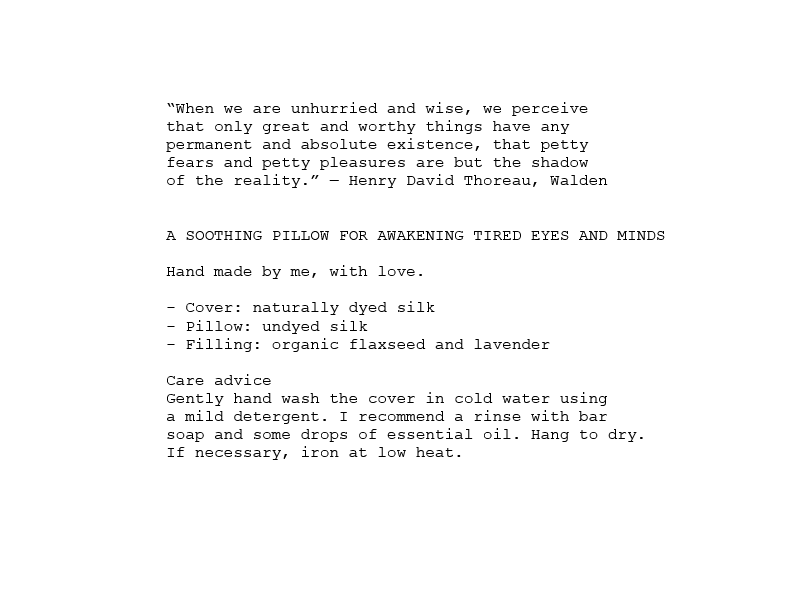 “When we are unhurried and wise, we perceive
that only great and worthy things have any
permanent and absolute existence, that petty
fears and petty pleasures are but the shadow
of the reality.” — Henry David Thoreau, Walden
A SOOTHING PILLOW FOR AWAKENING TIRED EYES AND MINDS
Hand made by me, with love.
– Cover: naturally dyed silk
– Pillow: undyed silk
– Filling: organic flaxseed and lavender
Care advice
Gently hand wash the cover in cold water using
a mild detergent. I recommend a rinse with bar
soap and some drops of essential oil. Hang to dry.
If necessary, iron at low heat.